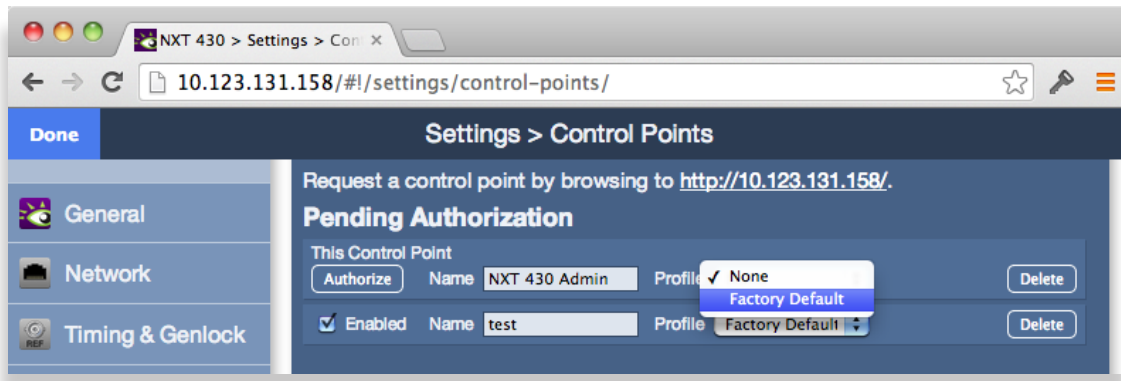 NXT 430 > Settings > Con
10.123.131.158/#!/settings/control-points/
Done
Settings > Control Points
General
Network
REF
Timing & Genlock
Request a control point by browsing to http://10.123.131.158/.
Pending Authorization
This Control Point
Authorize Name NXT 430 Admin Profile ✓ None Delete
Factory Default
Enabled Name test Profile Factory Default Delete